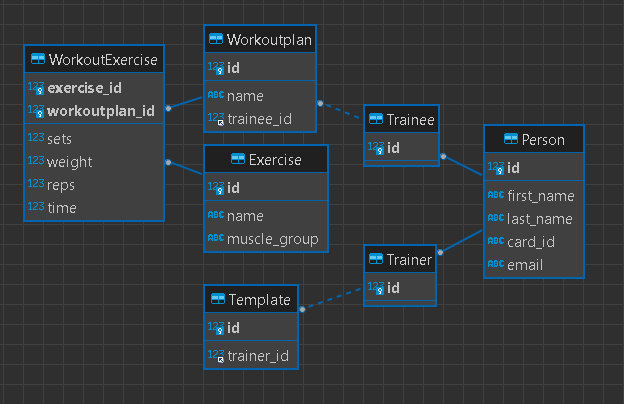 WorkoutExercise
123 exercise_id
123 workoutplan_id
123 sets
123 weight
123 reps
123 time
Workoutplan
123 id
ABC name
123 trainee_id
Exercise
123 id
ABC name
ABC muscle_group
Template
123 id
123 trainer_id
Trainee
123 id
Trainer
123 id
Person
123 id
ABC first_name
ABC last_name
ABC card_id
ABC email